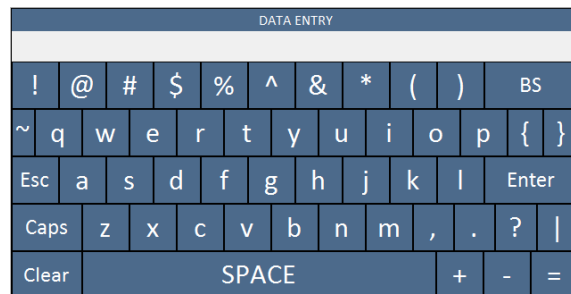 DATA ENTRY
! @ # $ % ^ & * ( ) BS
~ q w e r t y u i o p { }
Esc a s d f g h j k l Enter
Caps z x c v b n m , . ? |
Clear SPACE + - =